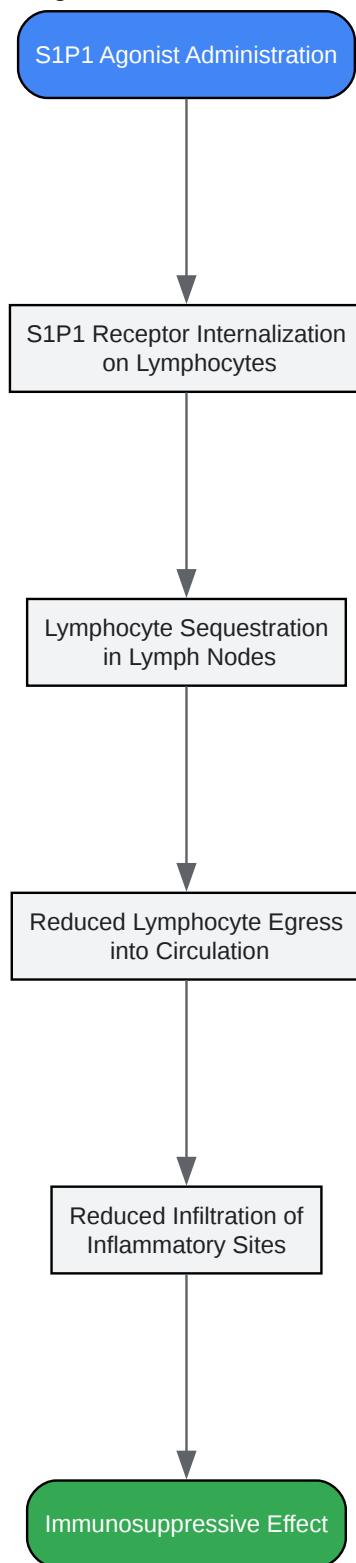 S1P1 Agonist Administration
S1P1 Receptor Internalization
on Lymphocytes
Lymphocyte Sequestration
in Lymph Nodes
Reduced Lymphocyte Egress
into Circulation
Reduced Infiltration of
Inflammatory Sites
Immunosuppressive Effect